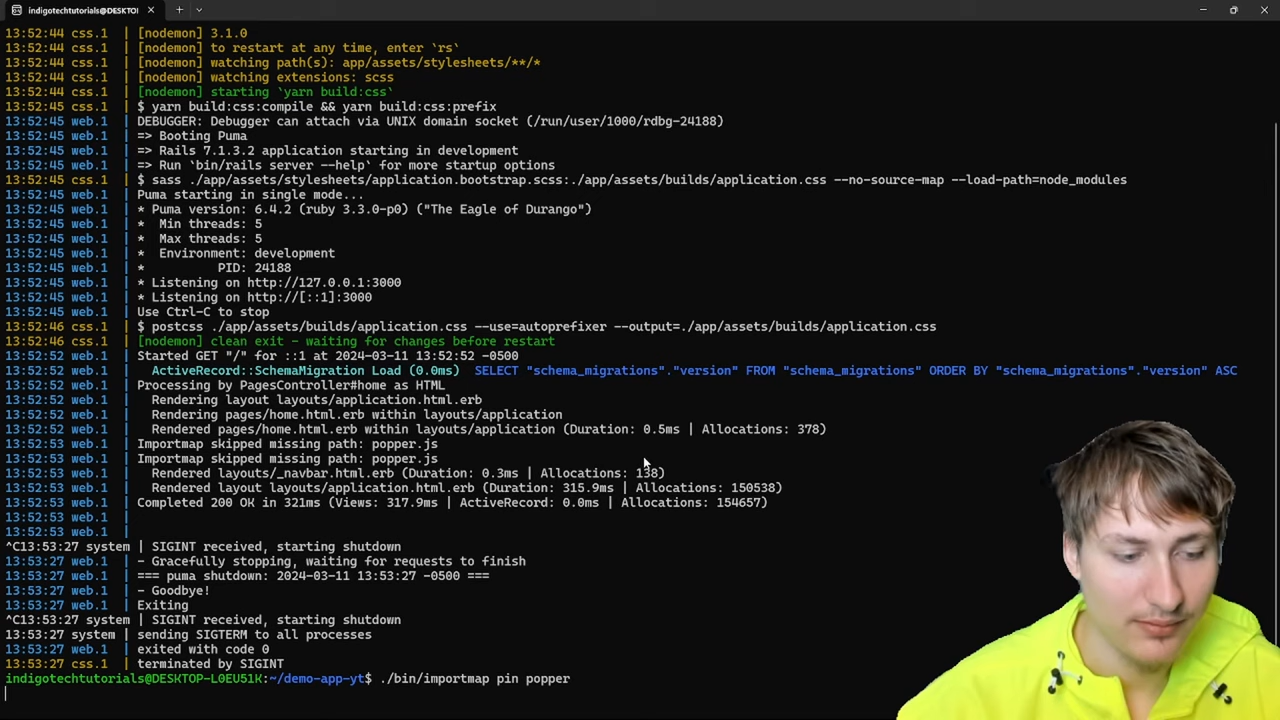 indigotechtutorials@DESKTO
13:52:44 css.1 | [nodemon] 3.1.0
13:52:44 css.1 | [nodemon] to restart at any time, enter `rs`
13:52:44 css.1 | [nodemon] watching path(s): app/assets/stylesheets/**/*
13:52:44 css.1 | [nodemon] watching extensions: scss
13:52:44 css.1 | [nodemon] starting `yarn build:css`
13:52:45 css.1 | $ yarn build:css:compile && yarn build:css:prefix
13:52:45 web.1 | DEBUGGER: Debugger can attach via UNIX domain socket (/run/user/1000/rdbg-24188)
13:52:45 web.1 | => Booting Puma
13:52:45 web.1 | => Rails 7.1.3.2 application starting in development
13:52:45 web.1 | => Run `bin/rails server --help` for more startup options
13:52:45 css.1 | $ sass ./app/assets/stylesheets/application.bootstrap.scss:./app/assets/builds/application.css --no-source-map --load-path=node_modules
13:52:45 web.1 | Puma starting in single mode...
13:52:45 web.1 | * Puma version: 6.4.2 (ruby 3.3.0-p0) ("The Eagle of Durango")
13:52:45 web.1 | * Min threads: 5
13:52:45 web.1 | * Max threads: 5
13:52:45 web.1 | * Environment: development
13:52:45 web.1 | * PID: 24188
13:52:45 web.1 | * Listening on http://127.0.0.1:3000
13:52:45 web.1 | * Listening on http://[::1]:3000
13:52:45 web.1 | Use Ctrl-C to stop
13:52:46 css.1 | $ postcss ./app/assets/builds/application.css --use=autoprefixer --output=./app/assets/builds/application.css
13:52:46 css.1 | [nodemon] clean exit - waiting for changes before restart
13:52:52 web.1 | Started GET "/" for ::1 at 2024-03-11 13:52:52 -0500
13:52:52 web.1 | ActiveRecord::SchemaMigration Load (0.0ms) SELECT "schema_migrations"."version" FROM "schema_migrations" ORDER BY "schema_migrations"."version" ASC
13:52:52 web.1 | Processing by PagesController#home as HTML
13:52:52 web.1 | Rendering layout layouts/application.html.erb
13:52:52 web.1 | Rendering pages/home.html.erb within layouts/application
13:52:52 web.1 | Rendered pages/home.html.erb within layouts/application (Duration: 0.5ms | Allocations: 378)
13:52:53 web.1 | Importmap skipped missing path: popper.js
13:52:53 web.1 | Importmap skipped missing path: popper.js
13:52:53 web.1 | Rendered layouts/_navbar.html.erb (Duration: 0.3ms | Allocations: 138)
13:52:53 web.1 | Rendered layout layouts/application.html.erb (Duration: 315.9ms | Allocations: 150538)
13:52:53 web.1 | Completed 200 OK in 321ms (Views: 317.9ms | ActiveRecord: 0.0ms | Allocations: 154657)
13:52:53 web.1 |
13:52:53 web.1 |
^C13:53:27 system | SIGINT received, starting shutdown
13:53:27 web.1 | - Gracefully stopping, waiting for requests to finish
13:53:27 web.1 | === puma shutdown: 2024-03-11 13:53:27 -0500 ===
13:53:27 web.1 | - Goodbye!
13:53:27 web.1 | Exiting
^C13:53:27 system | SIGINT received, starting shutdown
13:53:27 system | sending SIGTERM to all processes
13:53:27 web.1 | exited with code 0
13:53:27 css.1 | terminated by SIGINT
indigotechtutorials@DESKTOP-L0EU51K:~/demo-app-yt$ ./bin/importmap pin popper